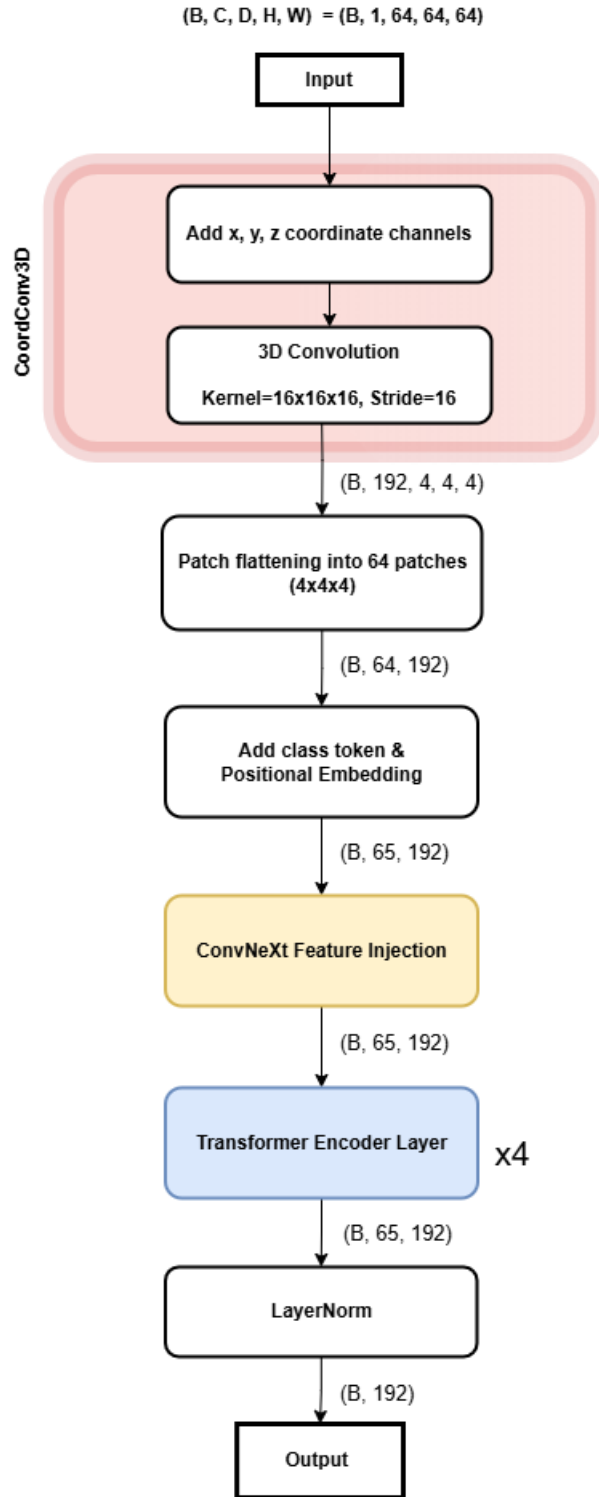 (B, C, D, H, W) = (B, 1, 64, 64, 64)
Input
CoordConv3D
Add x, y, z coordinate channels
3D Convolution
Kernel=16x16x16, Stride=16
(B, 192, 4, 4, 4)
Patch flattening into 64 patches
(4x4x4)
(B, 64, 192)
Add class token &
Positional Embedding
(B, 65, 192)
ConvNeXt Feature Injection
(B, 65, 192)
Transformer Encoder Layer
x4
(B, 65, 192)
LayerNorm
(B, 192)
Output